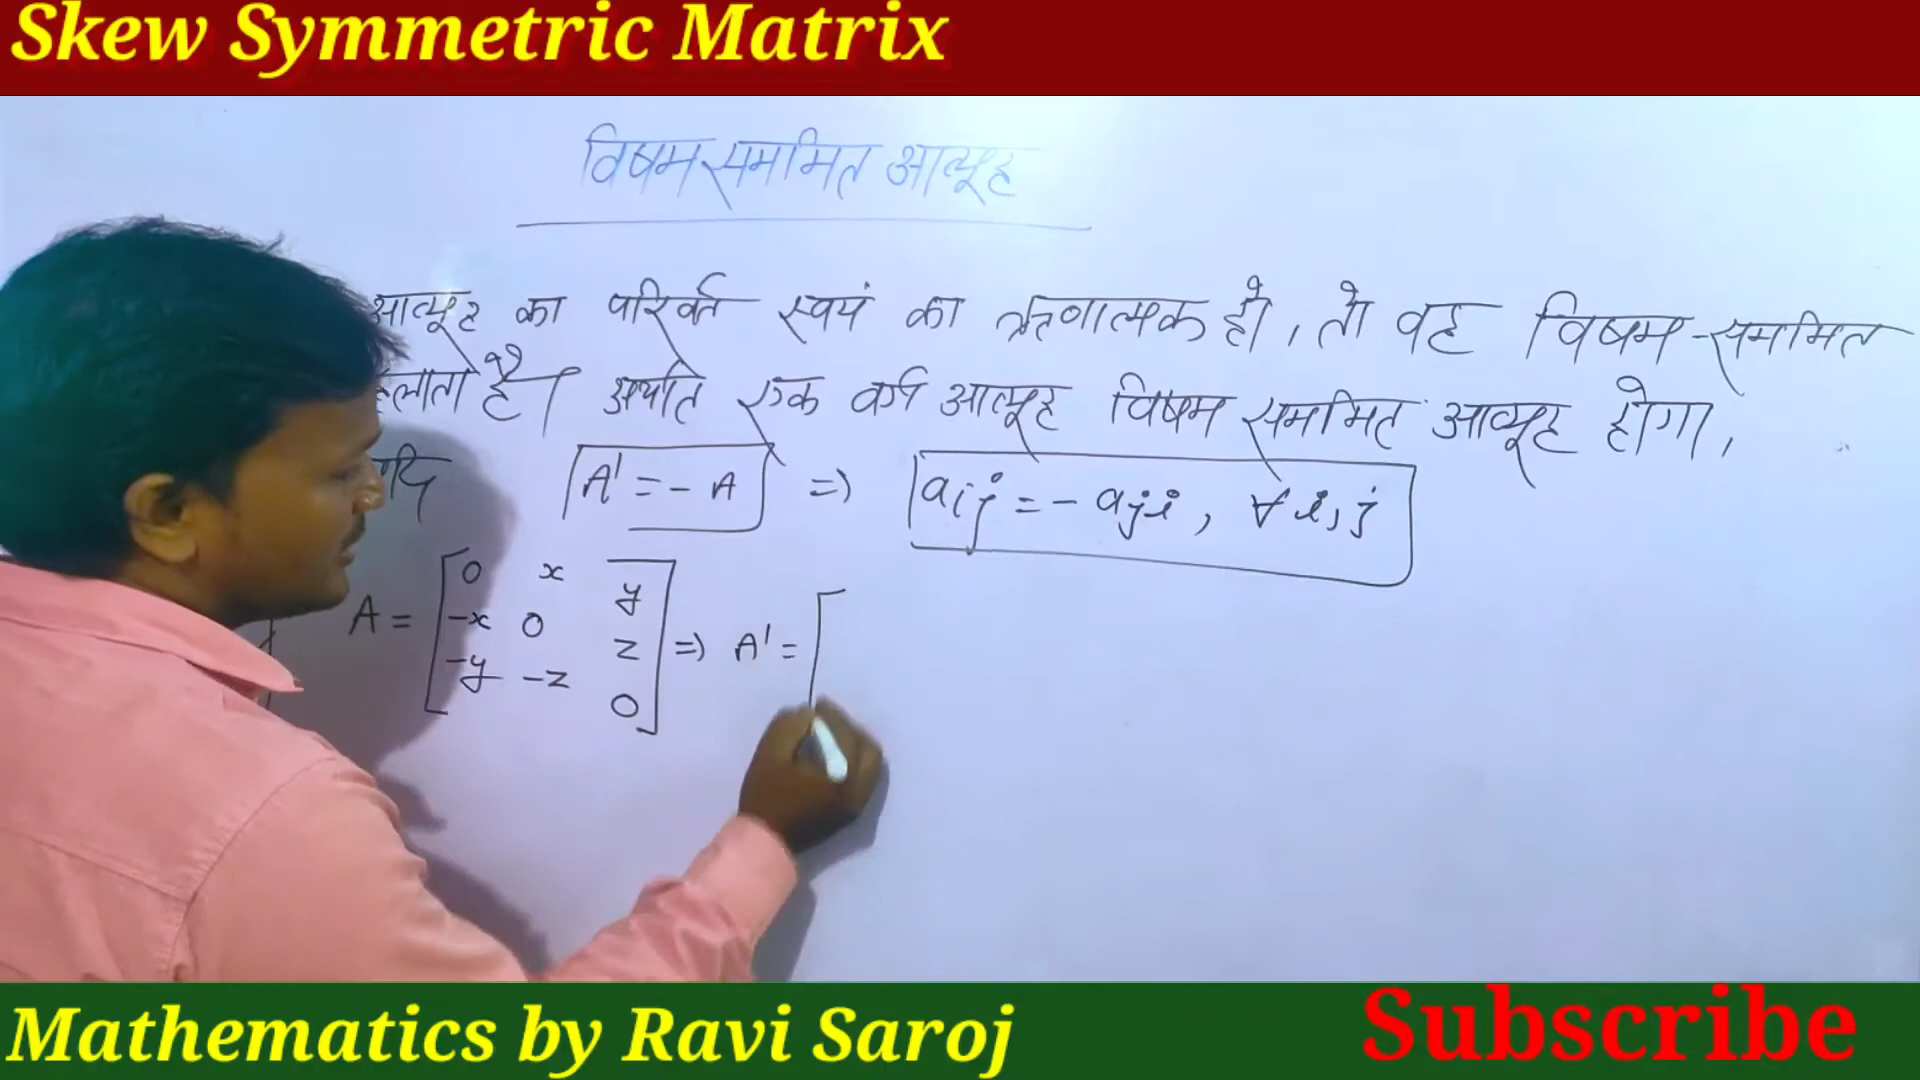 Skew Symmetric Matrix
विषम सममित आव्यूह
आव्यूह का परिवर्त स्वयं का ऋणात्मक हो, तो वह विषम-सममित
हलाता है। अर्थात एक वर्ग आव्यूह विषम सममित आव्यूह होगा,
यदि A' = - A => aij = - aji, ∀ i, j
A = [0 x y
-x 0 z
-y -z 0] => A' = [
Mathematics by Ravi Saroj
Subscribe